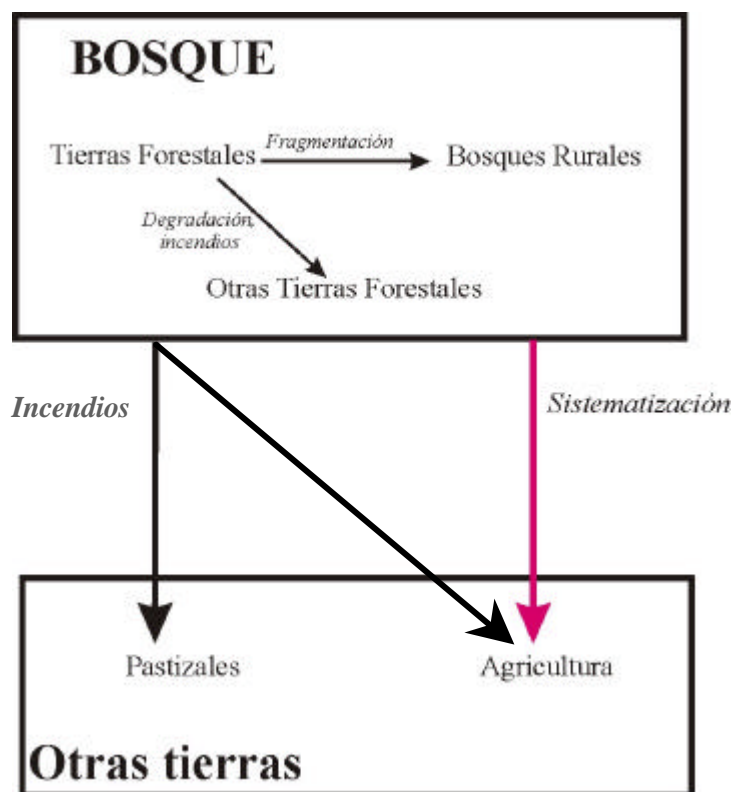 BOSQUE
Fragmentación
Tierras Forestales
Bosques Rurales
Degradación,
incendios
Otras Tierras Forestales
Incendios
Sistematización
Pastizales
Agricultura
Otras tierras